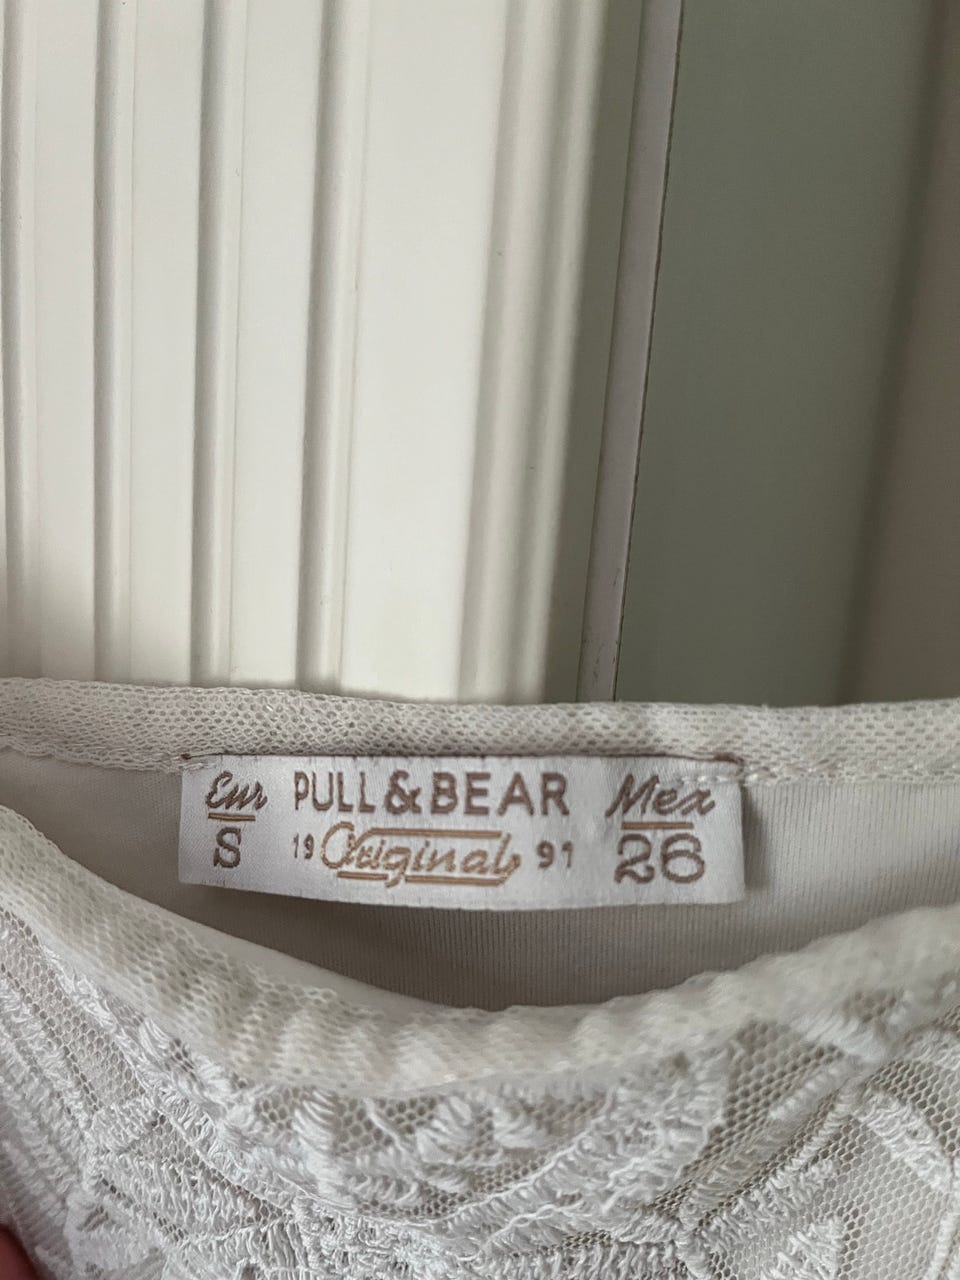 Eur PULL&BEAR Mex
S 19 Original 91 26